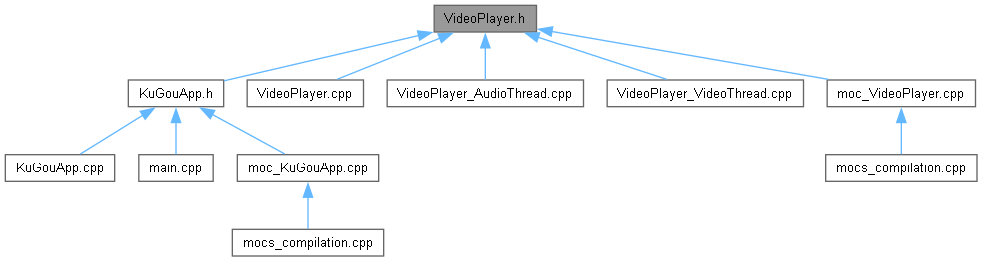 VideoPlayer.h
KuGouApp.h
VideoPlayer.cpp
VideoPlayer_AudioThread.cpp
VideoPlayer_VideoThread.cpp
moc_VideoPlayer.cpp
KuGouApp.cpp
main.cpp
moc_KuGouApp.cpp
mocs_compilation.cpp
mocs_compilation.cpp